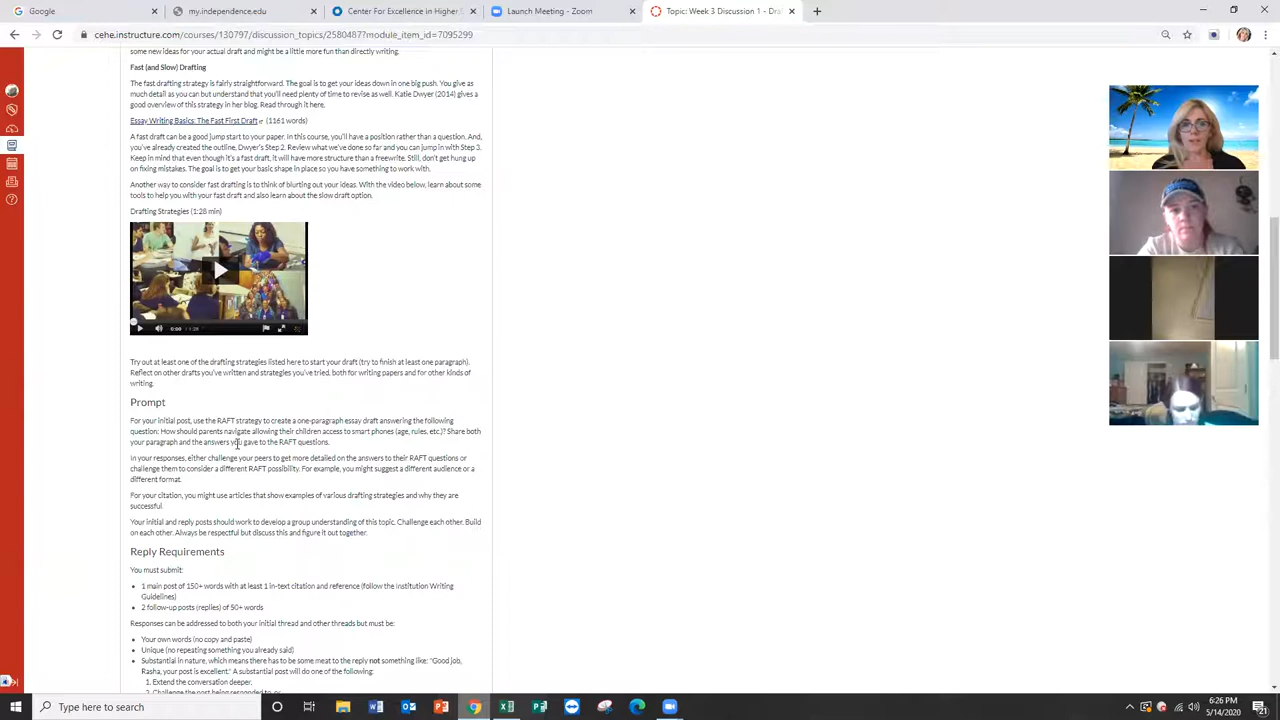 Google
my.independence.edu
Center For Excellence in Higher
Launch Meeting - Zoom
Topic: Week 3 Discussion 1 - Dra
cehe.instructure.com/courses/130797/discussion_topics/2580487?module_item_id=7095299
some new ideas for your actual draft and might be a little more fun than directly writing.
Fast (and Slow) Drafting
The fast drafting strategy is fairly straightforward. The goal is to get your ideas down in one big push. You give as
much detail as you can but understand that you'll need plenty of time to revise as well. Katie Dwyer (2014) gives a
good overview of this strategy in her blog. Read through it here.
Essay Writing Basics: The Fast First Draft (1161 words)
A fast draft can be a good jump start to your paper. In this course, you'll have a position rather than a question. And,
you've already created the outline, Dwyer's Step 2. Review what we've done so far and you can jump in with Step 3.
Keep in mind that even though it's a fast draft, it will have more structure than a freewrite. Still, don't get hung up
on fixing mistakes. The goal is to get your basic shape in place so you have something to work with.
Another way to consider fast drafting is to think of blurting out your ideas. With the video below, learn about some
tools to help you with your fast draft and also learn about the slow draft option.
Drafting Strategies (1:28 min)
0:00 / 1:28
Try out at least one of the drafting strategies listed here to start your draft (try to finish at least one paragraph).
Reflect on other drafts you've written and strategies you've tried, both for writing papers and for other kinds of
writing.
Prompt
For your initial post, use the RAFT strategy to create a one-paragraph essay draft answering the following
question: How should parents navigate allowing their children access to smart phones (age, rules, etc.)? Share both
your paragraph and the answers you gave to the RAFT questions.
In your responses, either challenge your peers to get more detailed on the answers to their RAFT questions or
challenge them to consider a different RAFT possibility. For example, you might suggest a different audience or a
different format.
For your citation, you might use articles that show examples of various drafting strategies and why they are
successful.
Your initial and reply posts should work to develop a group understanding of this topic. Challenge each other. Build
on each other. Always be respectful but discuss this and figure it out together.
Reply Requirements
You must submit:
1 main post of 150+ words with at least 1 in-text citation and reference (follow the Institution Writing
Guidelines)
2 follow-up posts (replies) of 50+ words
Responses can be addressed to both your initial thread and other threads but must be:
Your own words (no copy and paste)
Unique (no repeating something you already said)
Substantial in nature, which means there has to be some meat to the reply not something like: "Good job,
Rasha, your post is excellent." A substantial post will do one of the following:
1. Extend the conversation deeper,
2. Challenge the post being responded to, or
Type here to search
6:26 PM
5/14/2020